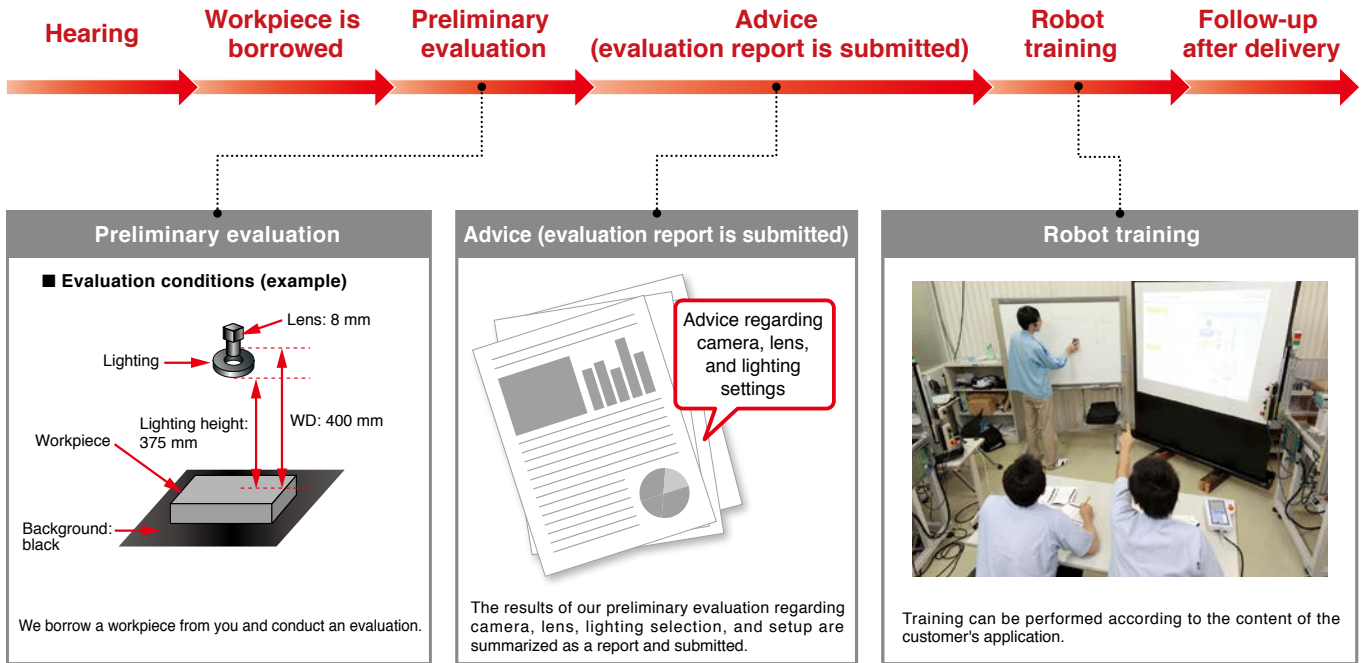 Hearing
Workpiece is
borrowed
Preliminary
evaluation
Advice
(evaluation report is submitted)
Robot
training
Follow-up
after delivery
Preliminary evaluation
■ Evaluation conditions (example)
Lens: 8 mm
Lighting
Lighting height:
375 mm
WD: 400 mm
Workpiece
Background:
black
We borrow a workpiece from you and conduct an evaluation.
Advice (evaluation report is submitted)
Advice regarding
camera, lens,
and lighting
settings
The results of our preliminary evaluation regarding
camera, lens, lighting selection, and setup are
summarized as a report and submitted.
Robot training
Training can be performed according to the content of the
customer's application.